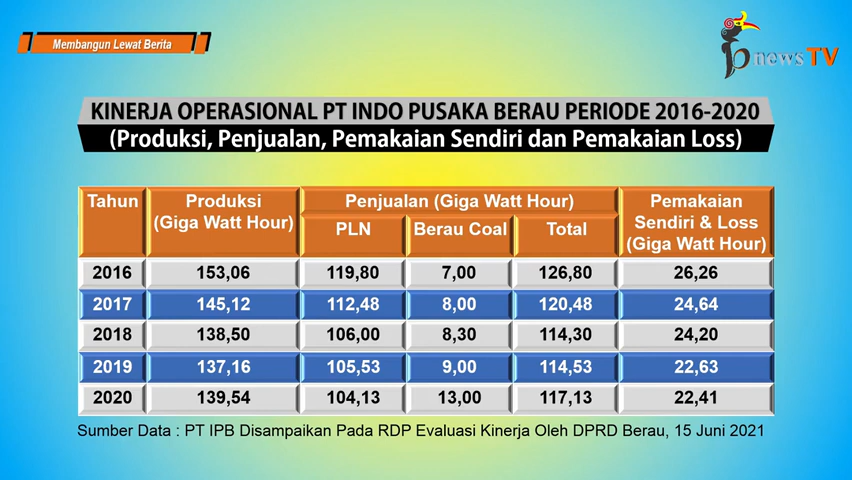 Membangun Lewat Berita
newsTV
KINERJA OPERASIONAL PT INDO PUSAKA BERAU PERIODE 2016-2020
(Produksi, Penjualan, Pemakaian Sendiri dan Pemakaian Loss)
Tahun
Produksi
(Giga Watt Hour)
Penjualan (Giga Watt Hour)
PLN
Berau Coal
Total
Pemakaian
Sendiri & Loss
(Giga Watt Hour)
2016 153,06 119,80 7,00 126,80 26,26
2017 145,12 112,48 8,00 120,48 24,64
2018 138,50 106,00 8,30 114,30 24,20
2019 137,16 105,53 9,00 114,53 22,63
2020 139,54 104,13 13,00 117,13 22,41
Sumber Data : PT IPB Disampaikan Pada RDP Evaluasi Kinerja Oleh DPRD Berau, 15 Juni 2021